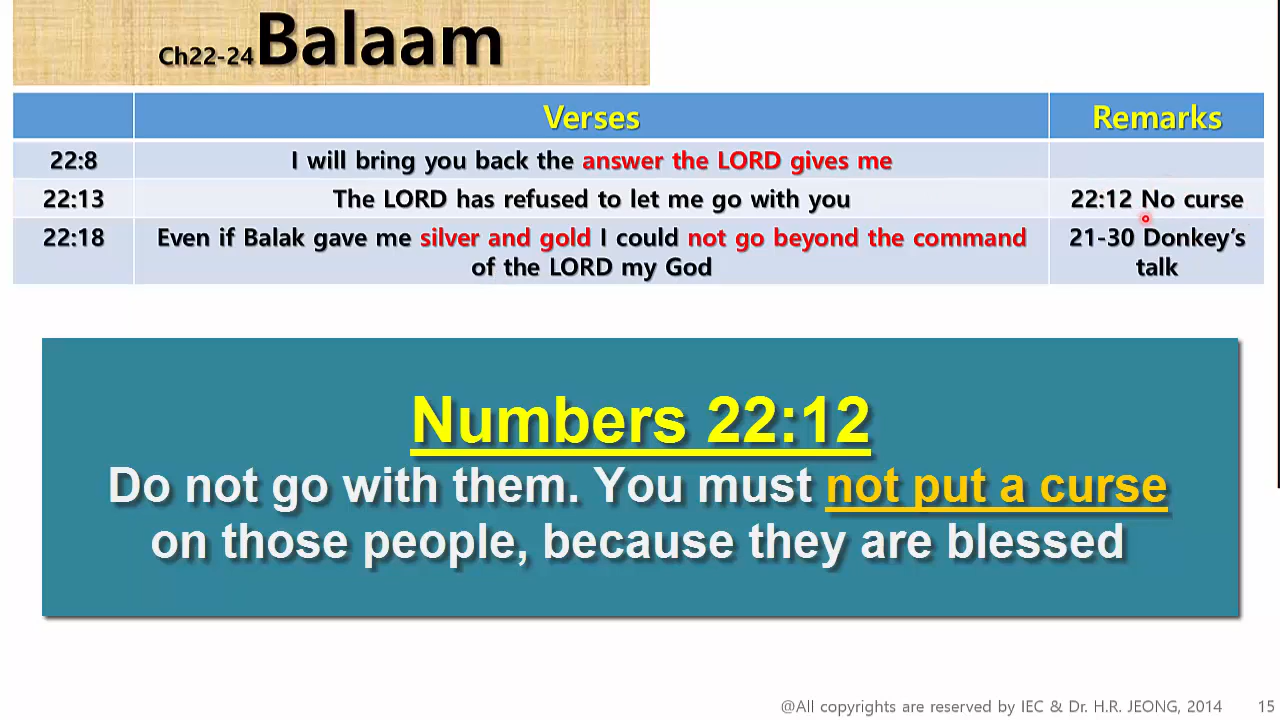 Ch22-24 Balaam
Verses Remarks
22:8 I will bring you back the answer the LORD gives me
22:13 The LORD has refused to let me go with you 22:12 No curse
22:18 Even if Balak gave me silver and gold I could not go beyond the command 21-30 Donkey's
of the LORD my God talk
Numbers 22:12
Do not go with them. You must not put a curse
on those people, because they are blessed
@All copyrights are reserved by IEC & Dr. H.R. JEONG, 2014 15